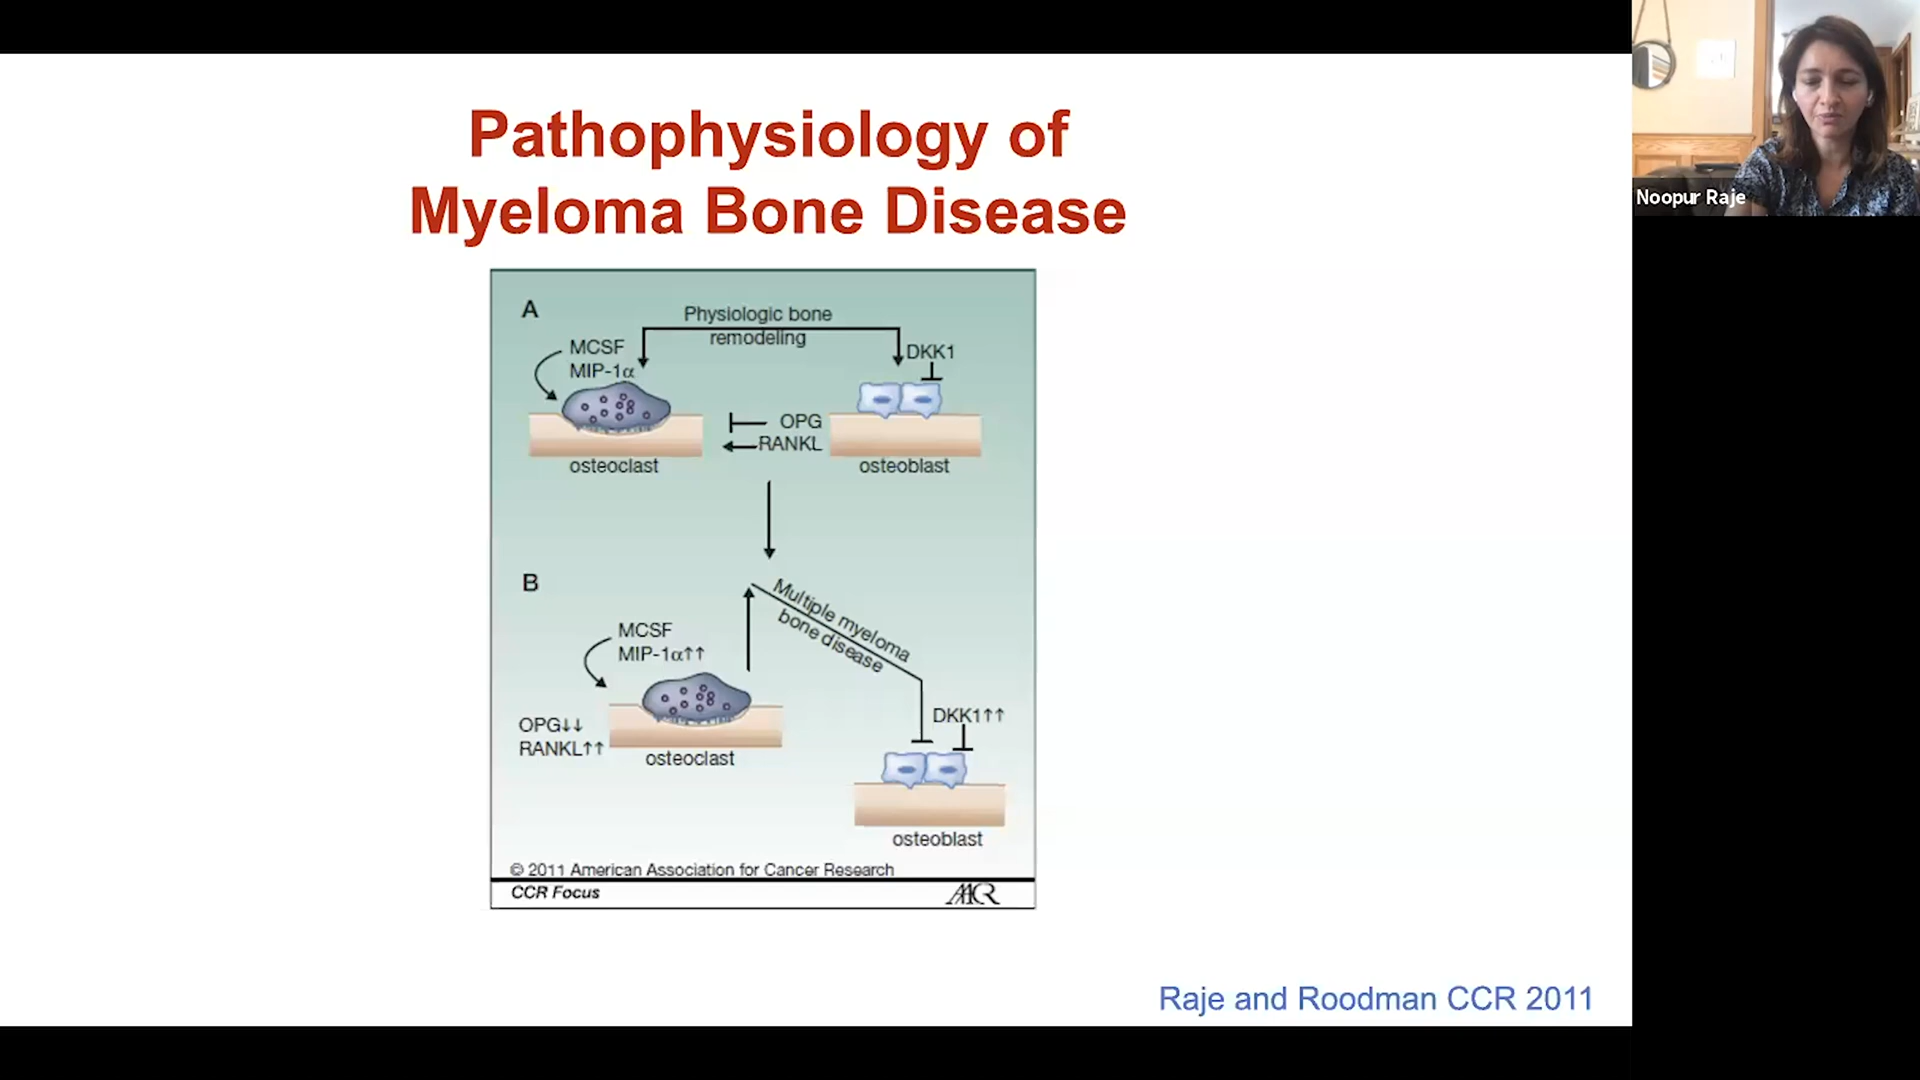 Pathophysiology of
Myeloma Bone Disease
A
Physiologic bone
remodeling
MCSF
MIP-1α
DKK1
OPG
RANKL
osteoclast
osteoblast
B
Multiple myeloma
bone disease
MCSF
MIP-1α↑↑
OPG↓↓
RANKL↑↑
osteoclast
DKK1↑↑
osteoblast
© 2011 American Association for Cancer Research
CCR Focus
AACR
Raje and Roodman CCR 2011
Noopur Raje